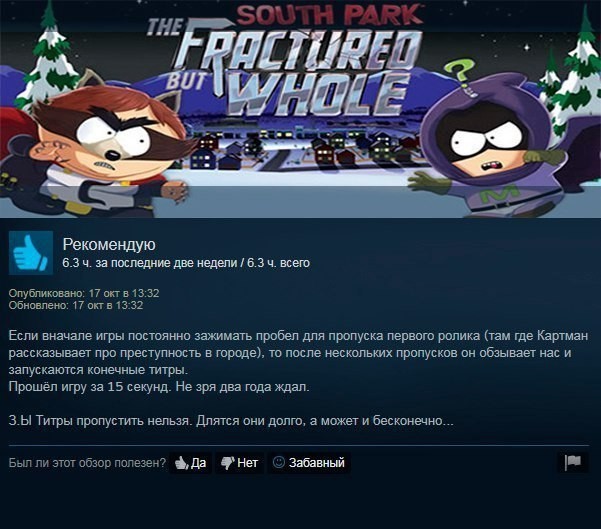 SOUTH PARK
THE FRACTURED
BUT WHOLE
Рекомендую
6.3 ч. за последние две недели / 6.3 ч. всего
Опубликовано: 17 окт в 13:32
Обновлено: 17 окт в 13:32
Если вначале игры постоянно зажимать пробел для пропуска первого ролика (там где Картман
рассказывает про преступность в городе), то после нескольких пропусков он обзывает нас и
запускаются конечные титры.
Прошёл игру за 15 секунд. Не зря два года ждал.
З.Ы Титры пропустить нельзя. Длятся они долго, а может и бесконечно...
Был ли этот обзор полезен? Да Нет Забавный